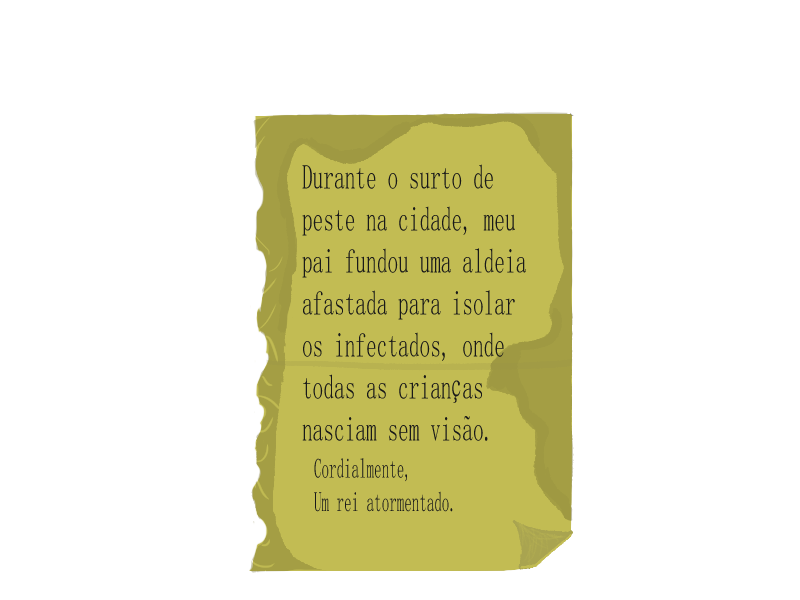 Durante o surto de
peste na cidade, meu
pai fundou uma aldeia
afastada para isolar
os infectados, onde
todas as crianças
nasciam sem visão.
Cordialmente,
Um rei atormentado.